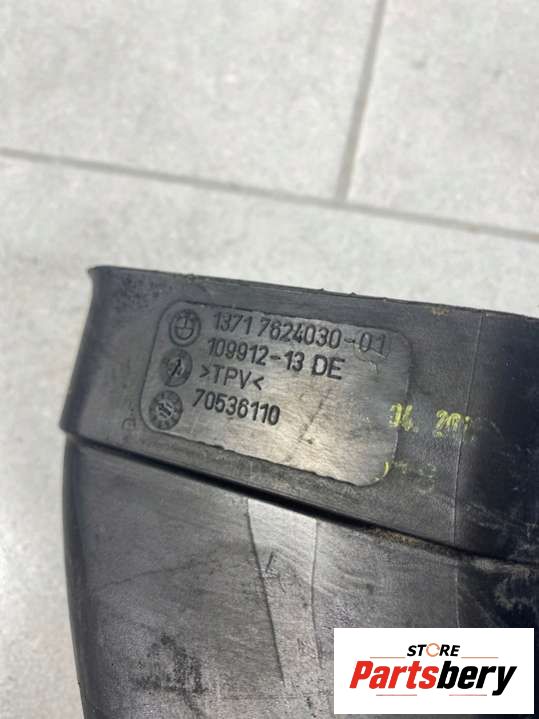 1371 7624030-01
109912-13 DE
>TPV<
70536110
STORE
Partsbery